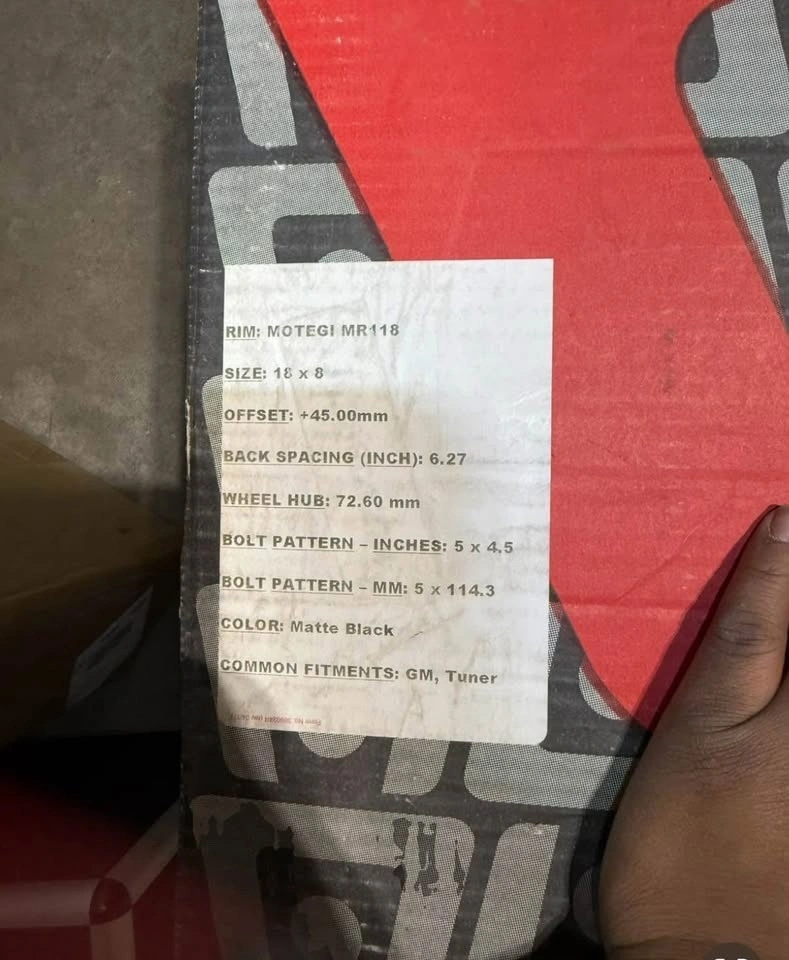 RIM: MOTEGI MR118
SIZE: 18 x 8
OFFSET: +45.00mm
BACK SPACING (INCH): 6.27
WHEEL HUB: 72.60 mm
BOLT PATTERN – INCHES: 5 x 4.5
BOLT PATTERN – MM: 5 x 114.3
COLOR: Matte Black
COMMON FITMENTS: GM, Tuner
Form No.